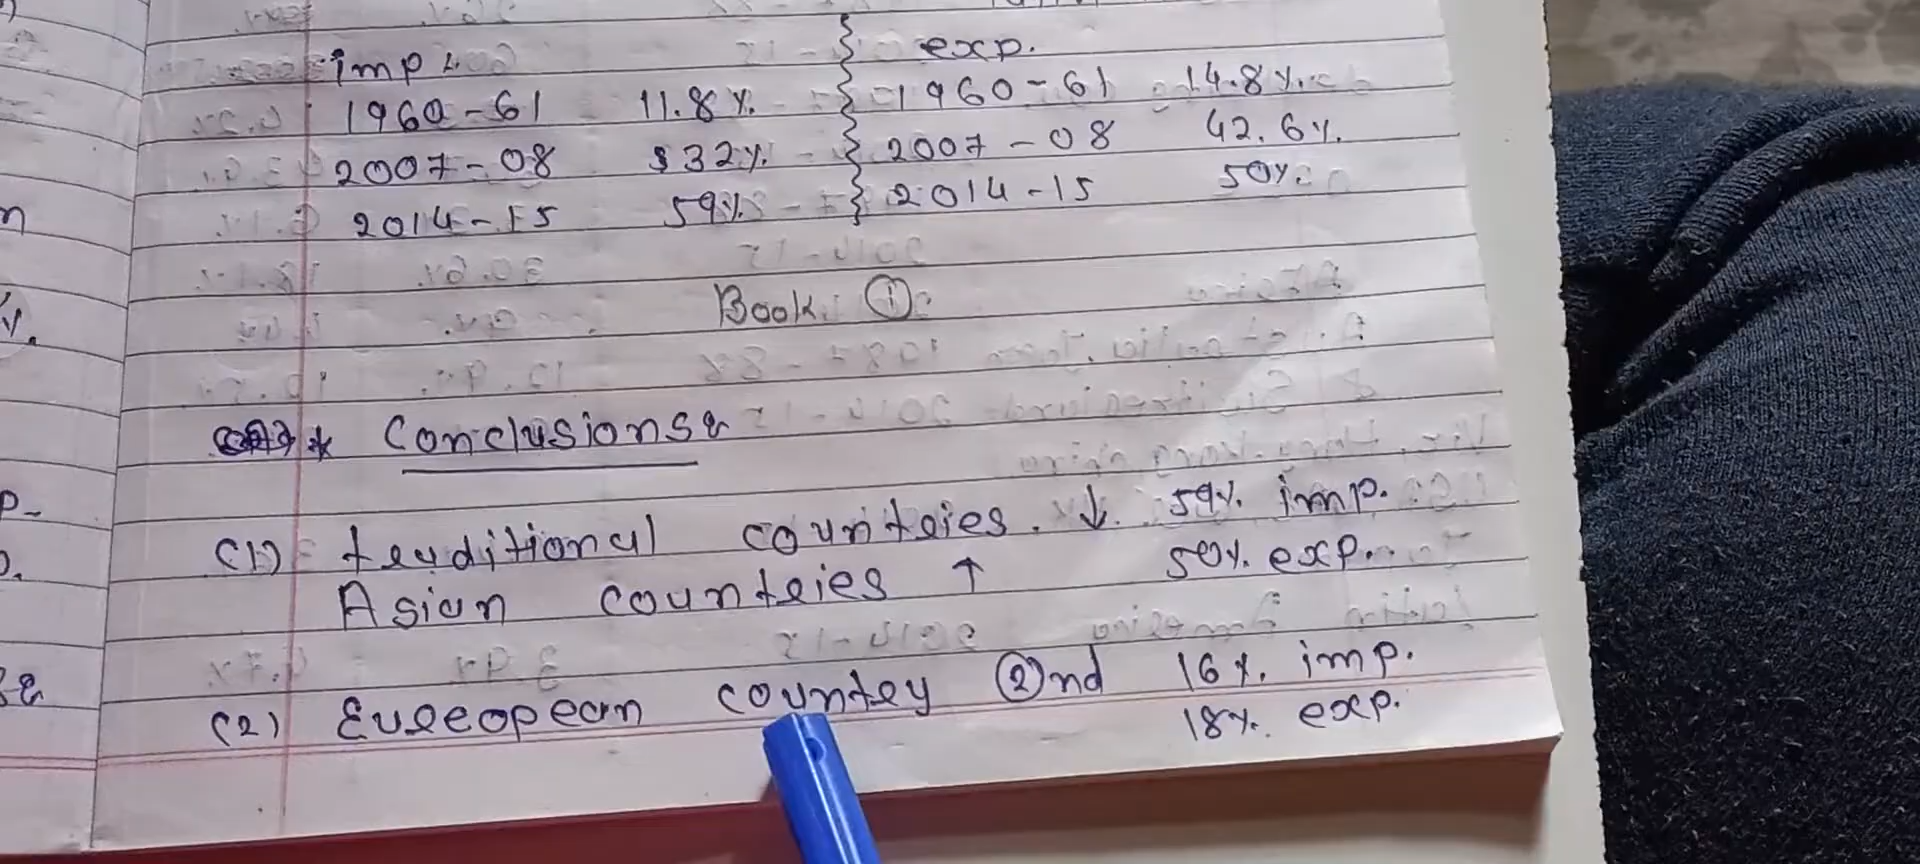 imp. exp.
1960-61 11.8%. 1960-61 14.8%.
2007-08 32%. 2007-08 42.6%.
2014-15 59%. 2014-15 50%.
Book ①
* Conclusions
(1) traditional countries. ↓ 59%. imp.
Asian countries ↑ 50%. exp.
(2) European country ②nd 16%. imp.
18%. exp.